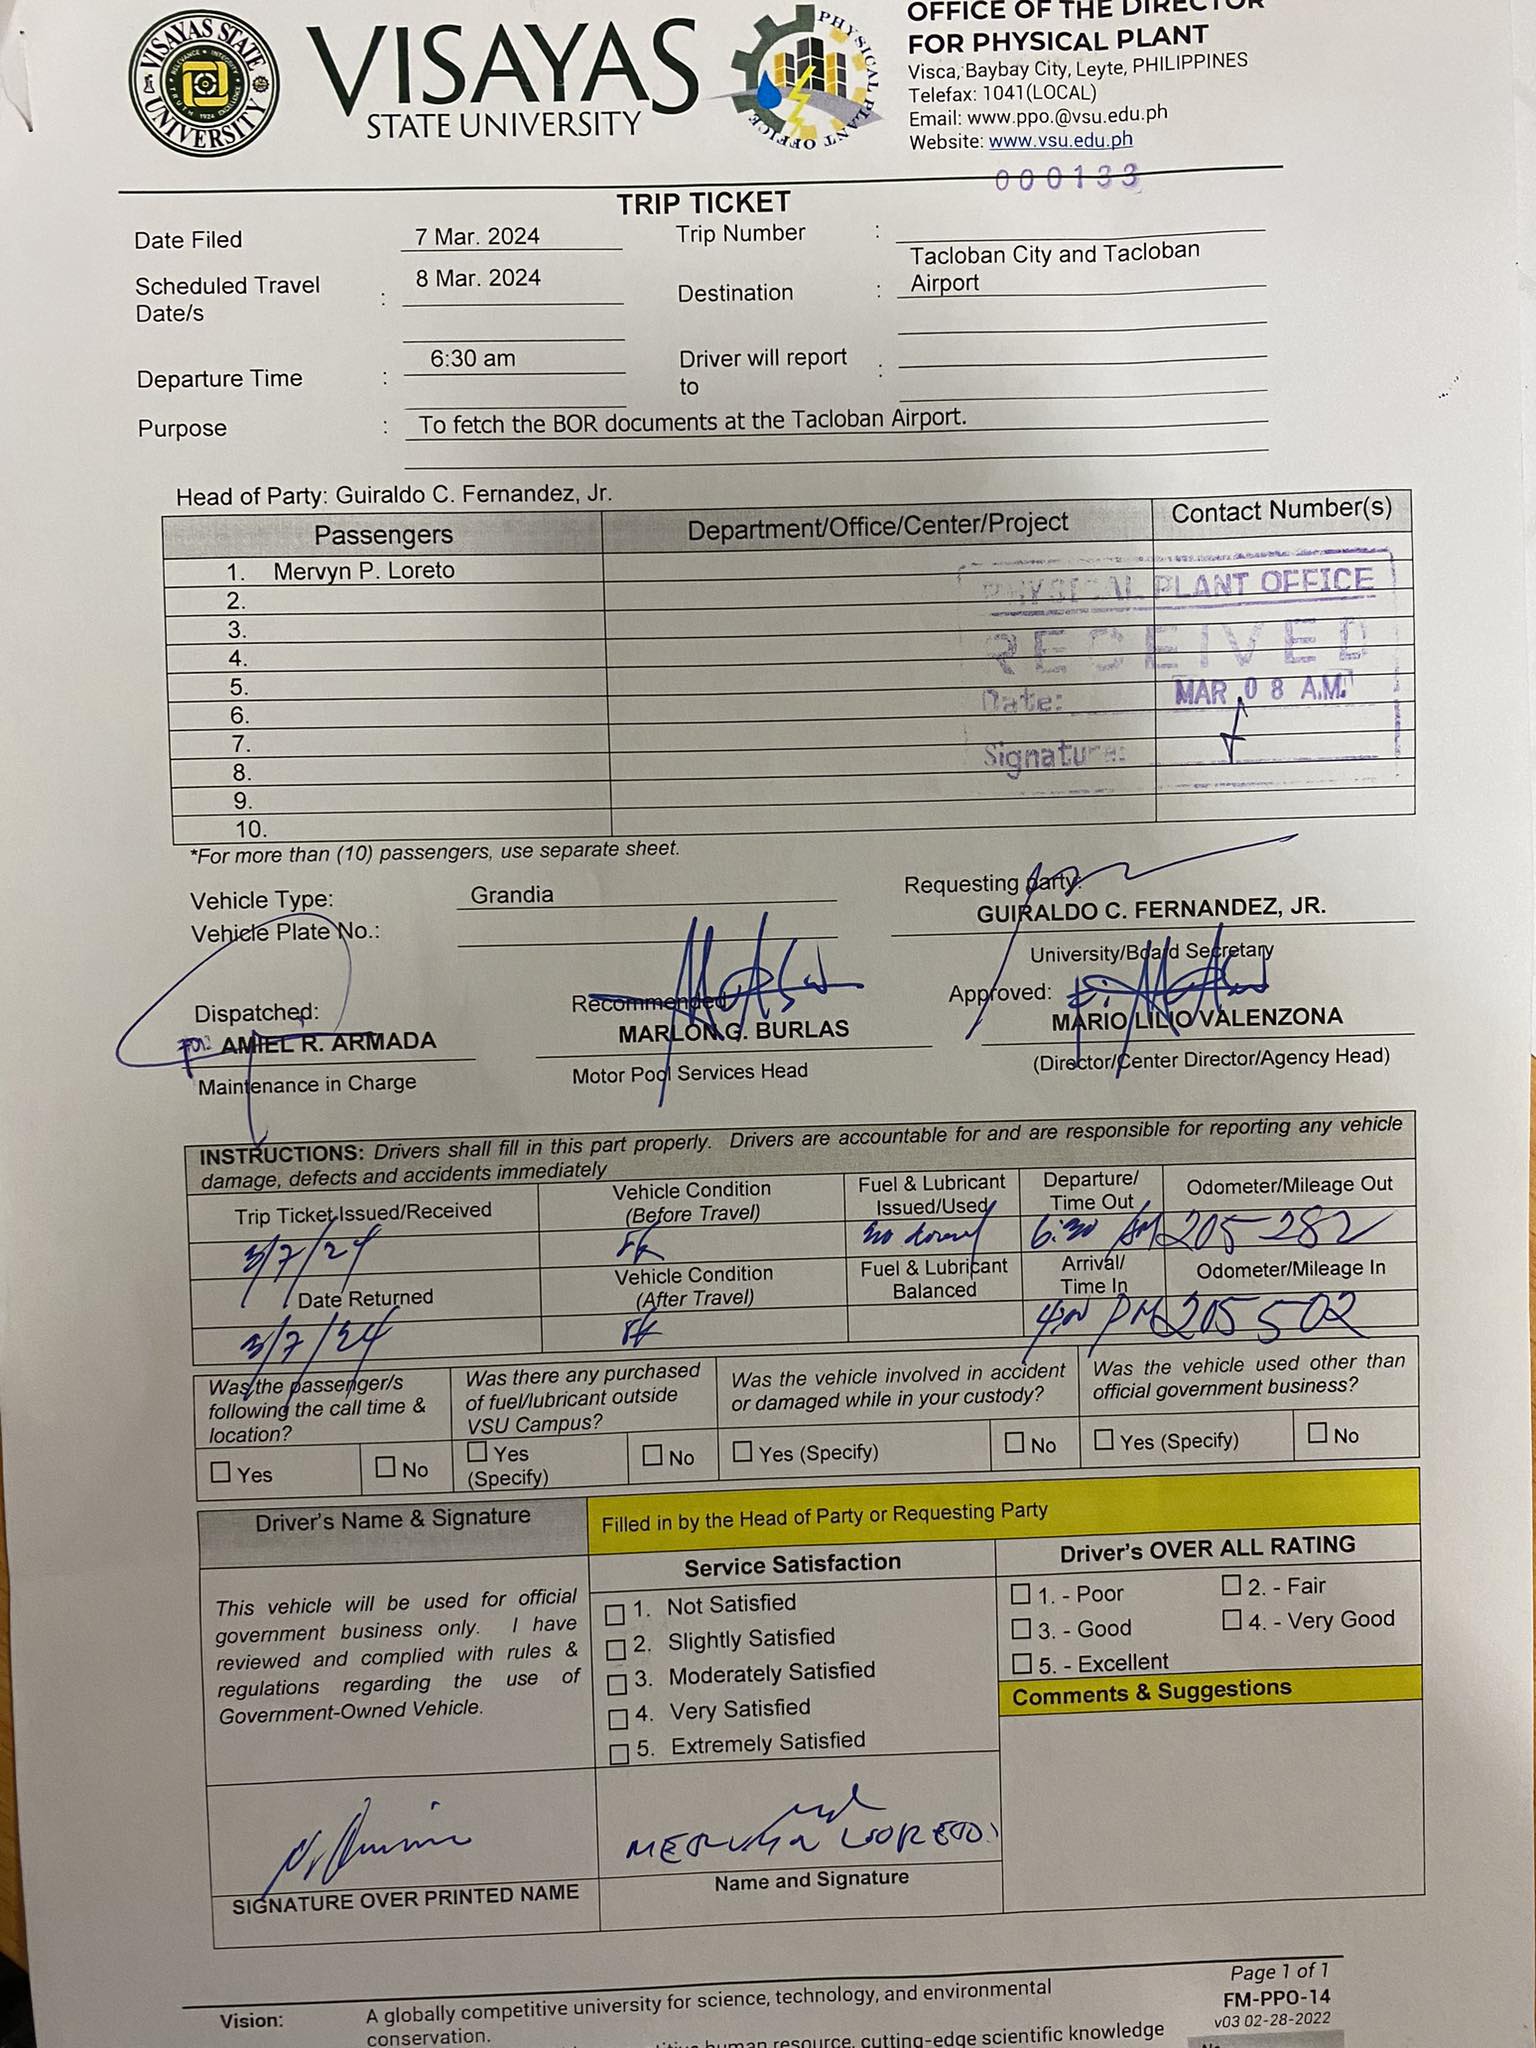 OFFICE OF THE DIRECTOR
FOR PHYSICAL PLANT
VISAYAS STATE UNIVERSITY
VISAYAS
STATE UNIVERSITY
PHYSICAL PLANT OFFICE
Visca, Baybay City, Leyte, PHILIPPINES
Telefax: 1041(LOCAL)
Email: www.ppo.@vsu.edu.ph
Website: www.vsu.edu.ph
000133
TRIP TICKET
Date Filed 7 Mar. 2024 Trip Number :
Scheduled Travel Date/s : 8 Mar. 2024 Destination : Tacloban City and Tacloban Airport
Departure Time : 6:30 am Driver will report to :
Purpose : To fetch the BOR documents at the Tacloban Airport.
Head of Party: Guiraldo C. Fernandez, Jr.
Passengers Department/Office/Center/Project Contact Number(s)
1. Mervyn P. Loreto
2.
3.
4.
5.
6.
7.
8.
9.
10.
PHYSICAL PLANT OFFICE
RECEIVED
Date: MAR 08 A.M.
Signature:
*For more than (10) passengers, use separate sheet.
Vehicle Type: Grandia
Vehicle Plate No.:
Requesting party:
GUIRALDO C. FERNANDEZ, JR.
University/Board Secretary
Dispatched: Recommended Approved:
for: AMIEL R. ARMADA MARLON G. BURLAS MARIO LILIO VALENZONA
Maintenance in Charge Motor Pool Services Head (Director/Center Director/Agency Head)
INSTRUCTIONS: Drivers shall fill in this part properly. Drivers are accountable for and are responsible for reporting any vehicle
damage, defects and accidents immediately
Trip Ticket Issued/Received Vehicle Condition (Before Travel) Fuel & Lubricant Issued/Used Departure/ Time Out Odometer/Mileage Out
3/7/24 6:30 AM 205282
Date Returned Vehicle Condition (After Travel) Fuel & Lubricant Balanced Arrival/ Time In Odometer/Mileage In
3/7/24 PM 205502
Was the passenger/s following the call time & location? Was there any purchased of fuel/lubricant outside VSU Campus? Was the vehicle involved in accident or damaged while in your custody? Was the vehicle used other than official government business?
Yes No Yes (Specify) No Yes (Specify) No Yes (Specify) No
Driver's Name & Signature Filled in by the Head of Party or Requesting Party
Service Satisfaction Driver's OVER ALL RATING
This vehicle will be used for official
government business only. I have
reviewed and complied with rules &
regulations regarding the use of
Government-Owned Vehicle.
1. Not Satisfied
2. Slightly Satisfied
3. Moderately Satisfied
4. Very Satisfied
5. Extremely Satisfied
1. - Poor 2. - Fair
3. - Good 4. - Very Good
5. - Excellent
Comments & Suggestions
MERVYN LORETO
SIGNATURE OVER PRINTED NAME Name and Signature
Page 1 of 1
FM-PPO-14
v03 02-28-2022
Vision: A globally competitive university for science, technology, and environmental
conservation.
human resource, cutting-edge scientific knowledge